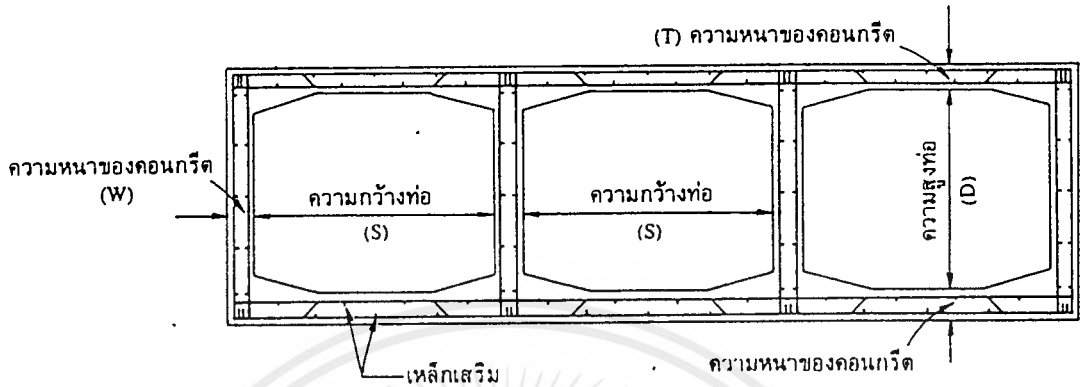 (T) ความหนาของคอนกรีต
ความหนาของคอนกรีต
(W)
ความกว้างท่อ
(S)
ความกว้างท่อ
(S)
ความสูงท่อ
(D)
เหล็กเสริม
ความหนาของคอนกรีต